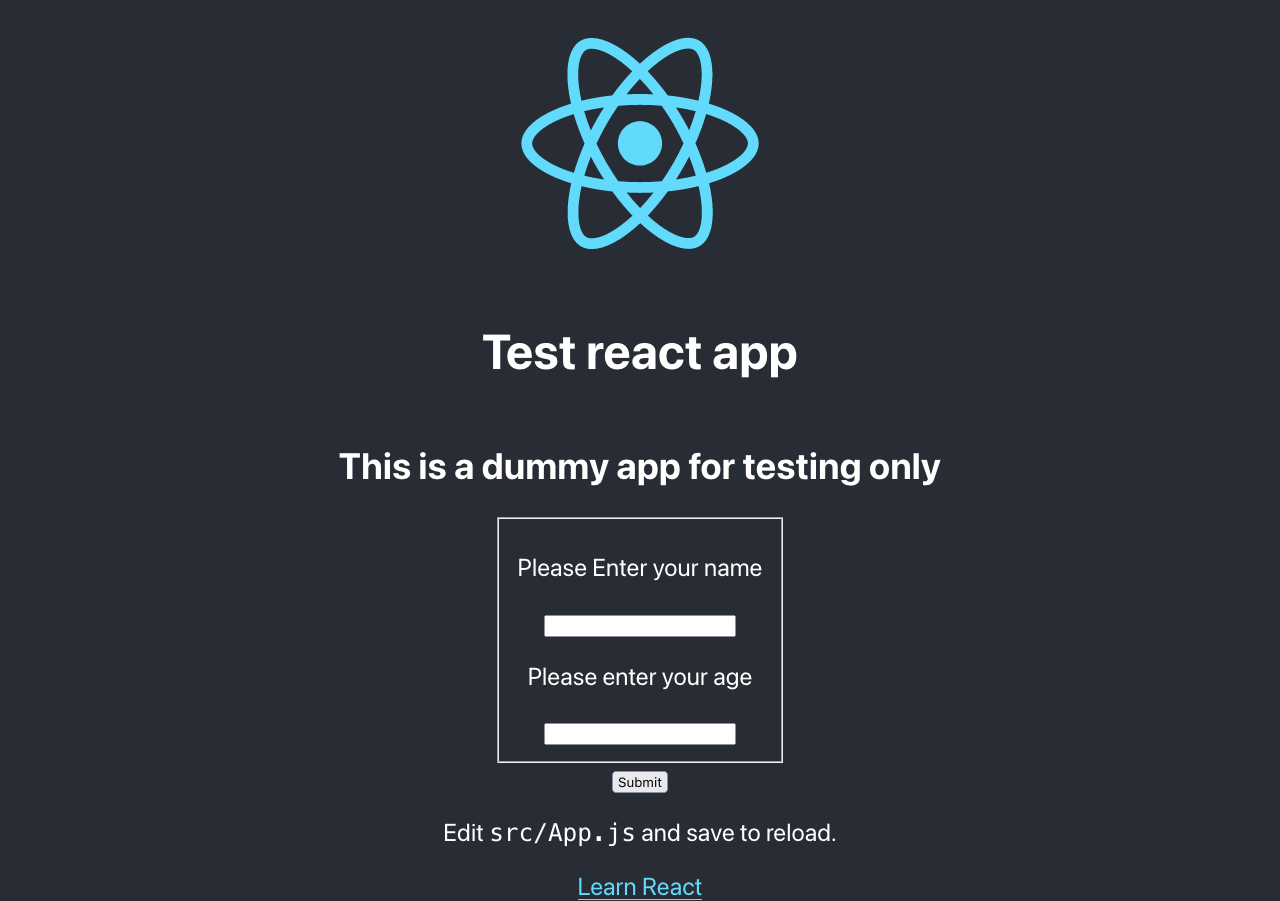 Test react app
This is a dummy app for testing only
Please Enter your name
Please enter your age
Submit
Edit src/App.js and save to reload.
Learn React